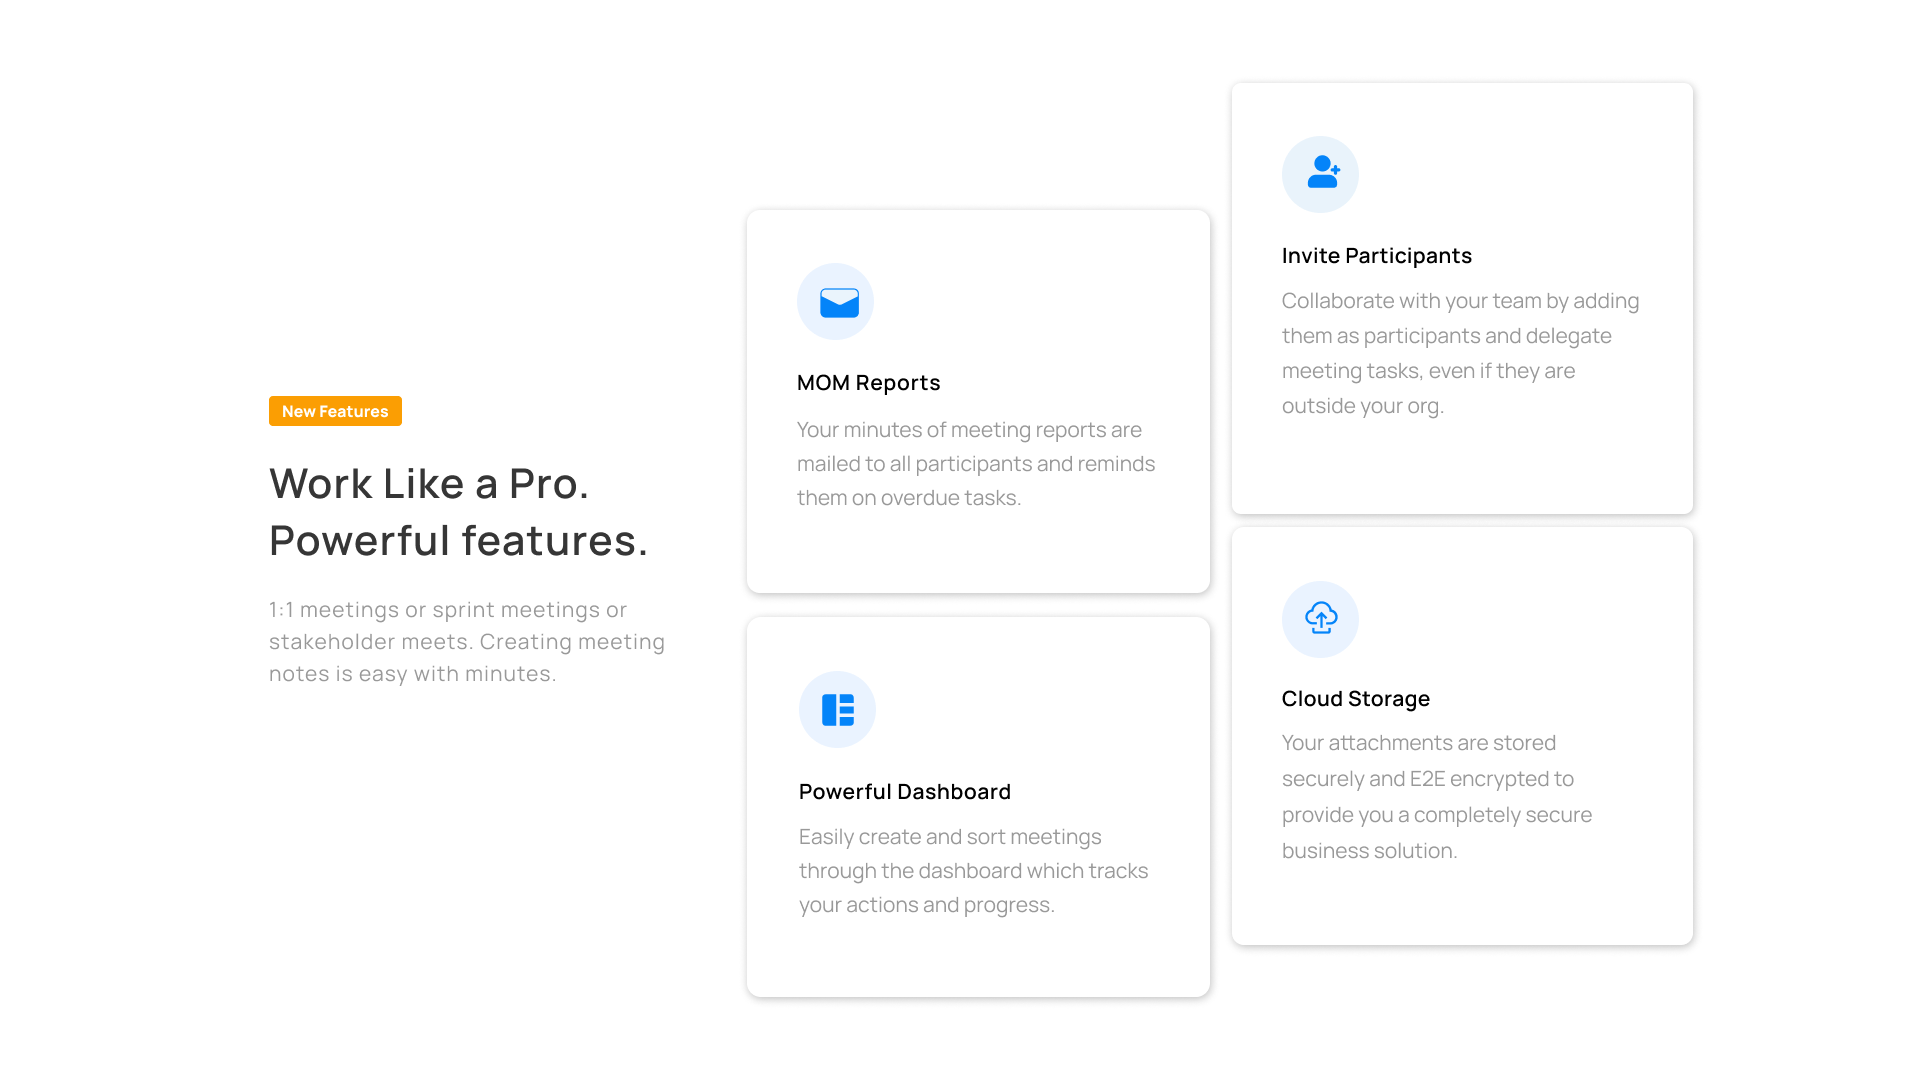 New Features
Work Like a Pro.
Powerful features.
1:1 meetings or sprint meetings or
stakeholder meets. Creating meeting
notes is easy with minutes.
MOM Reports
Your minutes of meeting reports are
mailed to all participants and reminds
them on overdue tasks.
Powerful Dashboard
Easily create and sort meetings
through the dashboard which tracks
your actions and progress.
Invite Participants
Collaborate with your team by adding
them as participants and delegate
meeting tasks, even if they are
outside your org.
Cloud Storage
Your attachments are stored
securely and E2E encrypted to
provide you a completely secure
business solution.